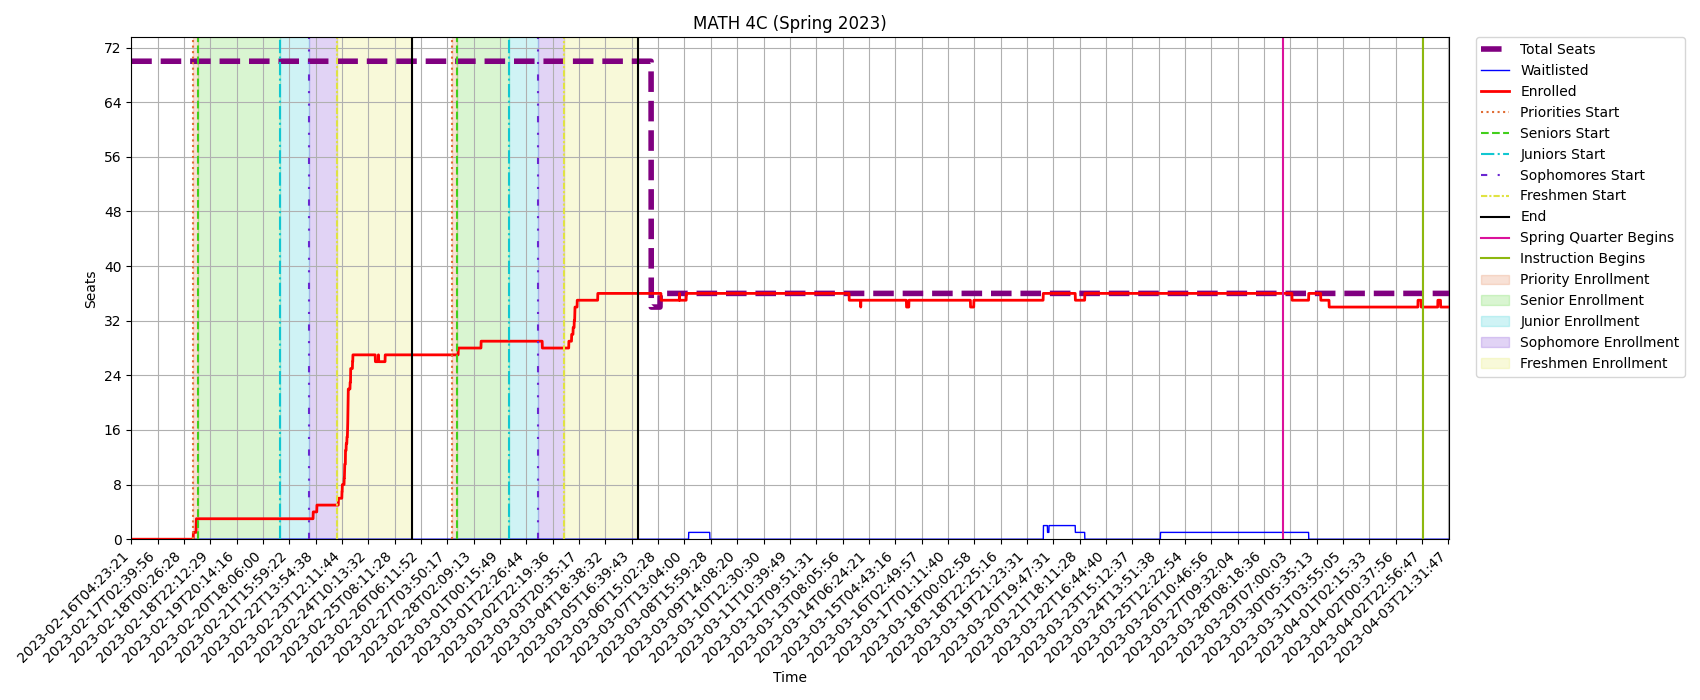 MATH 4C (Spring 2023)
72
64
56
48
40
32
24
16
8
0
Seats
2023-02-16T04:23:21
2023-02-17T02:39:56
2023-02-18T00:26:28
2023-02-18T22:12:29
2023-02-19T20:14:16
2023-02-20T18:06:00
2023-02-21T15:59:22
2023-02-22T13:54:38
2023-02-23T12:11:44
2023-02-24T10:13:32
2023-02-25T08:11:28
2023-02-26T06:11:52
2023-02-27T03:50:17
2023-02-28T02:09:13
2023-03-01T00:15:49
2023-03-01T22:26:44
2023-03-02T22:19:36
2023-03-03T20:35:17
2023-03-04T18:38:32
2023-03-05T16:39:43
2023-03-06T15:02:28
2023-03-07T13:04:00
2023-03-08T15:59:28
2023-03-09T14:08:20
2023-03-10T12:30:30
2023-03-11T10:39:49
2023-03-12T09:51:31
2023-03-13T08:05:56
2023-03-14T06:24:21
2023-03-15T04:43:16
2023-03-16T02:49:57
2023-03-17T01:11:40
2023-03-18T00:02:58
2023-03-18T22:25:16
2023-03-19T21:23:31
2023-03-20T19:47:31
2023-03-21T18:11:28
2023-03-22T16:44:40
2023-03-23T15:12:37
2023-03-24T13:51:38
2023-03-25T12:22:54
2023-03-26T10:46:56
2023-03-27T09:32:04
2023-03-28T08:18:36
2023-03-29T07:00:03
2023-03-30T05:35:13
2023-03-31T03:55:05
2023-04-01T02:15:33
2023-04-02T00:37:56
2023-04-02T22:56:47
2023-04-03T21:31:47
Time
Total Seats
Waitlisted
Enrolled
Priorities Start
Seniors Start
Juniors Start
Sophomores Start
Freshmen Start
End
Spring Quarter Begins
Instruction Begins
Priority Enrollment
Senior Enrollment
Junior Enrollment
Sophomore Enrollment
Freshmen Enrollment